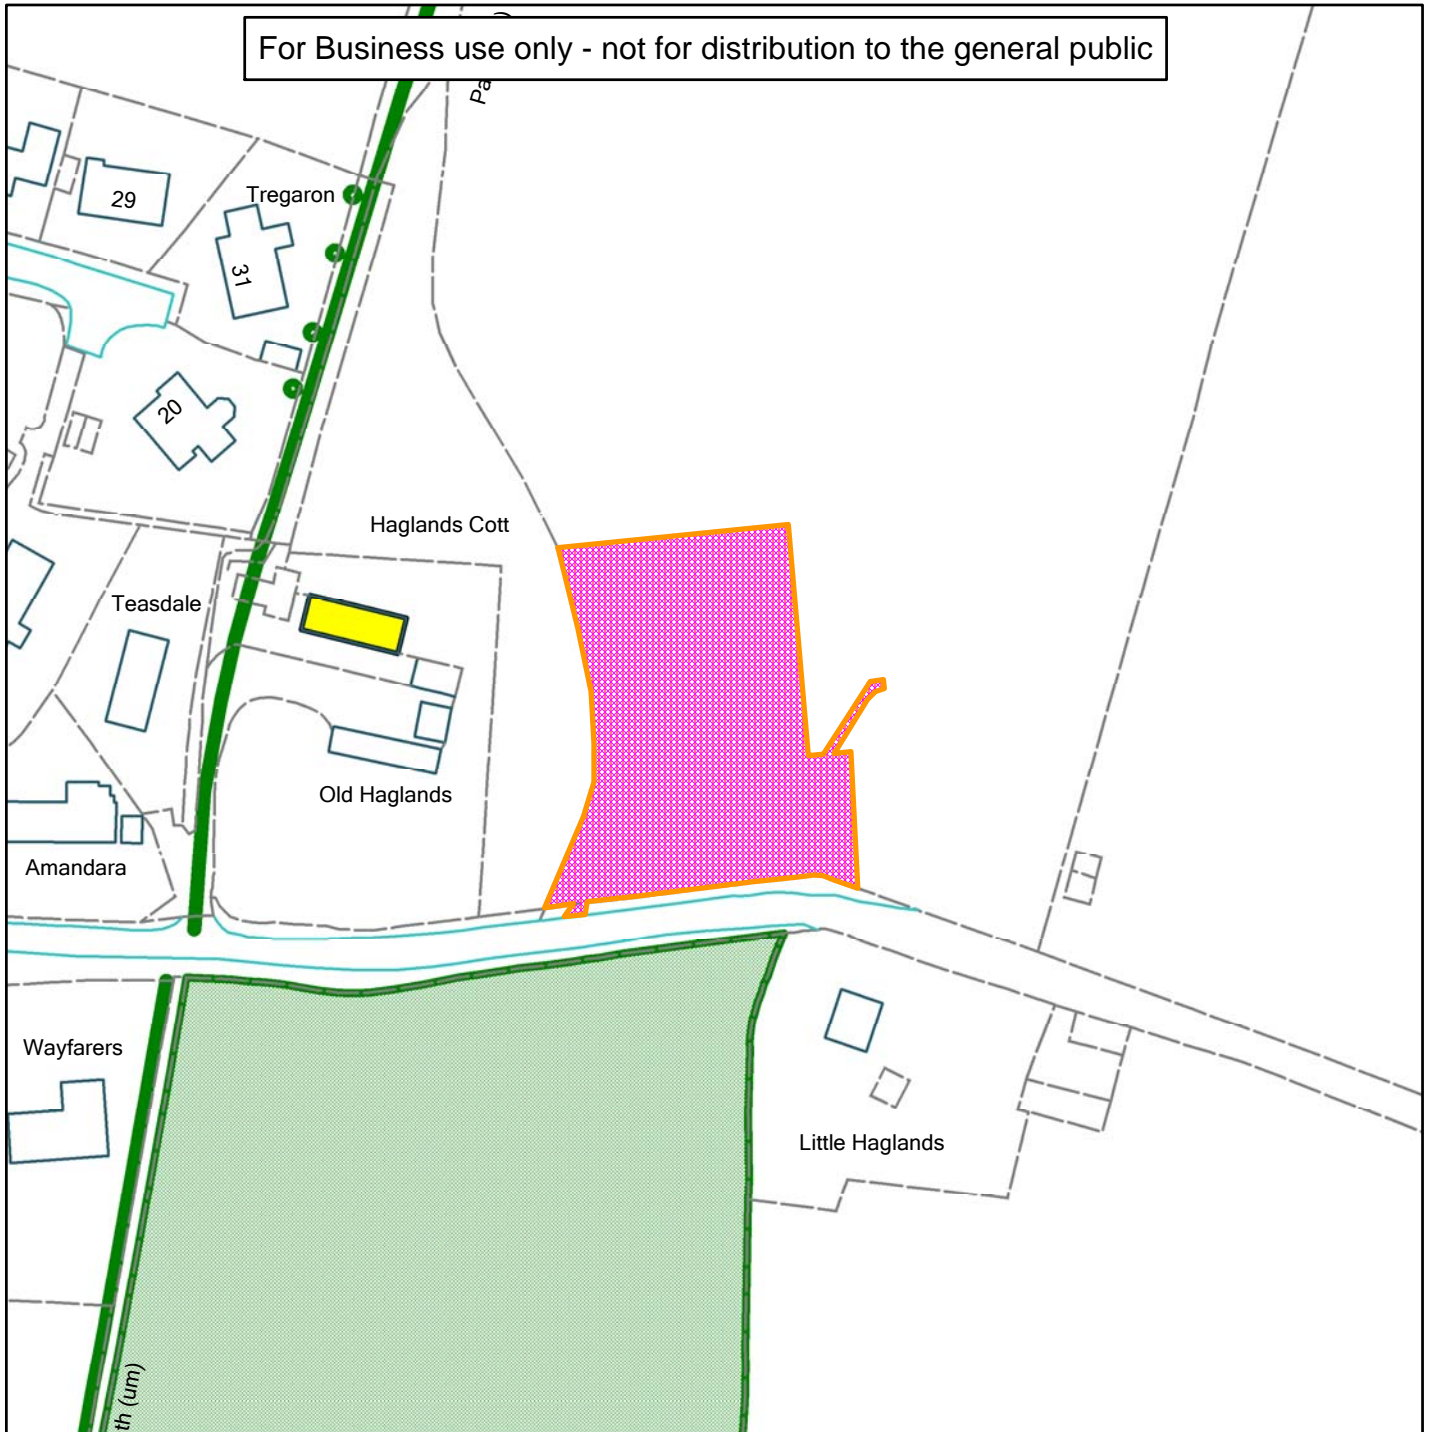 For Business use only - not for distribution to the general public
Pa
)
Tregaron
29
31
20
Haglands Cott
Teasdale
Old Haglands
Amandara
Wayfarers
Little Haglands
th (um)